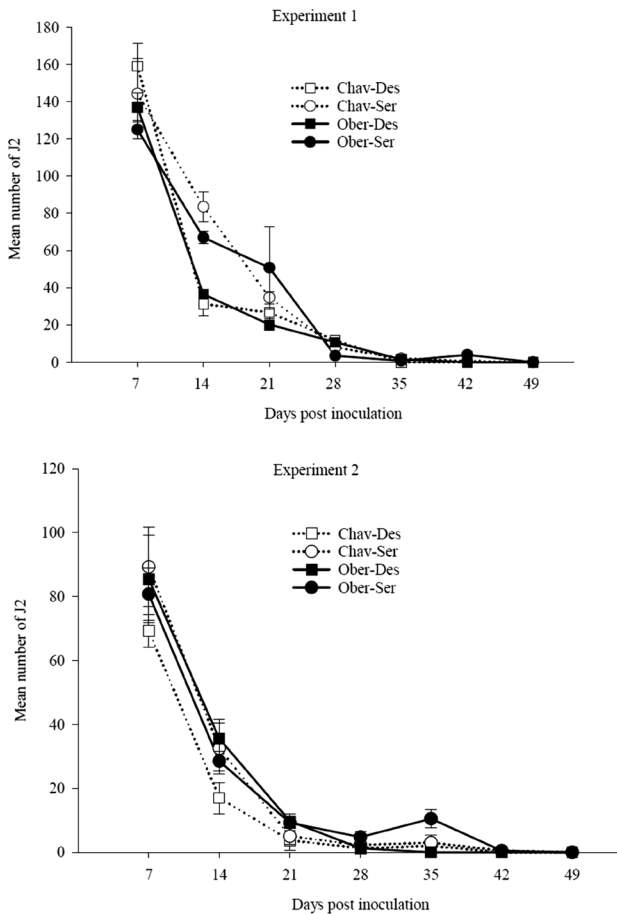 Experiment 1
180
160
140
120
100
80
60
40
20
0
Mean number of J2
Chav-Des
Chav-Ser
Ober-Des
Ober-Ser
7 14 21 28 35 42 49
Days post inoculation
Experiment 2
120
100
80
60
40
20
0
Mean number of J2
Chav-Des
Chav-Ser
Ober-Des
Ober-Ser
7 14 21 28 35 42 49
Days post inoculation